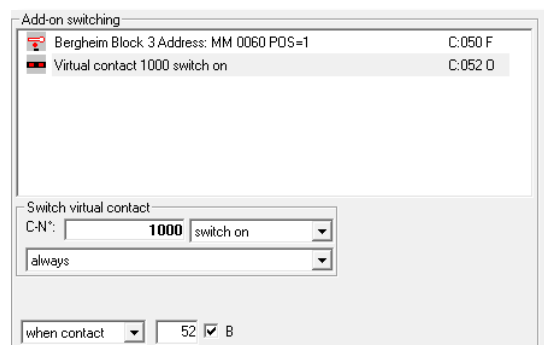 Add-on switching
Bergheim Block 3 Address: MM 0060 POS=1 C:050 F
Virtual contact 1000 switch on C:052 O
Switch virtual contact
C-N°: 1000 switch on
always
when contact 52 B